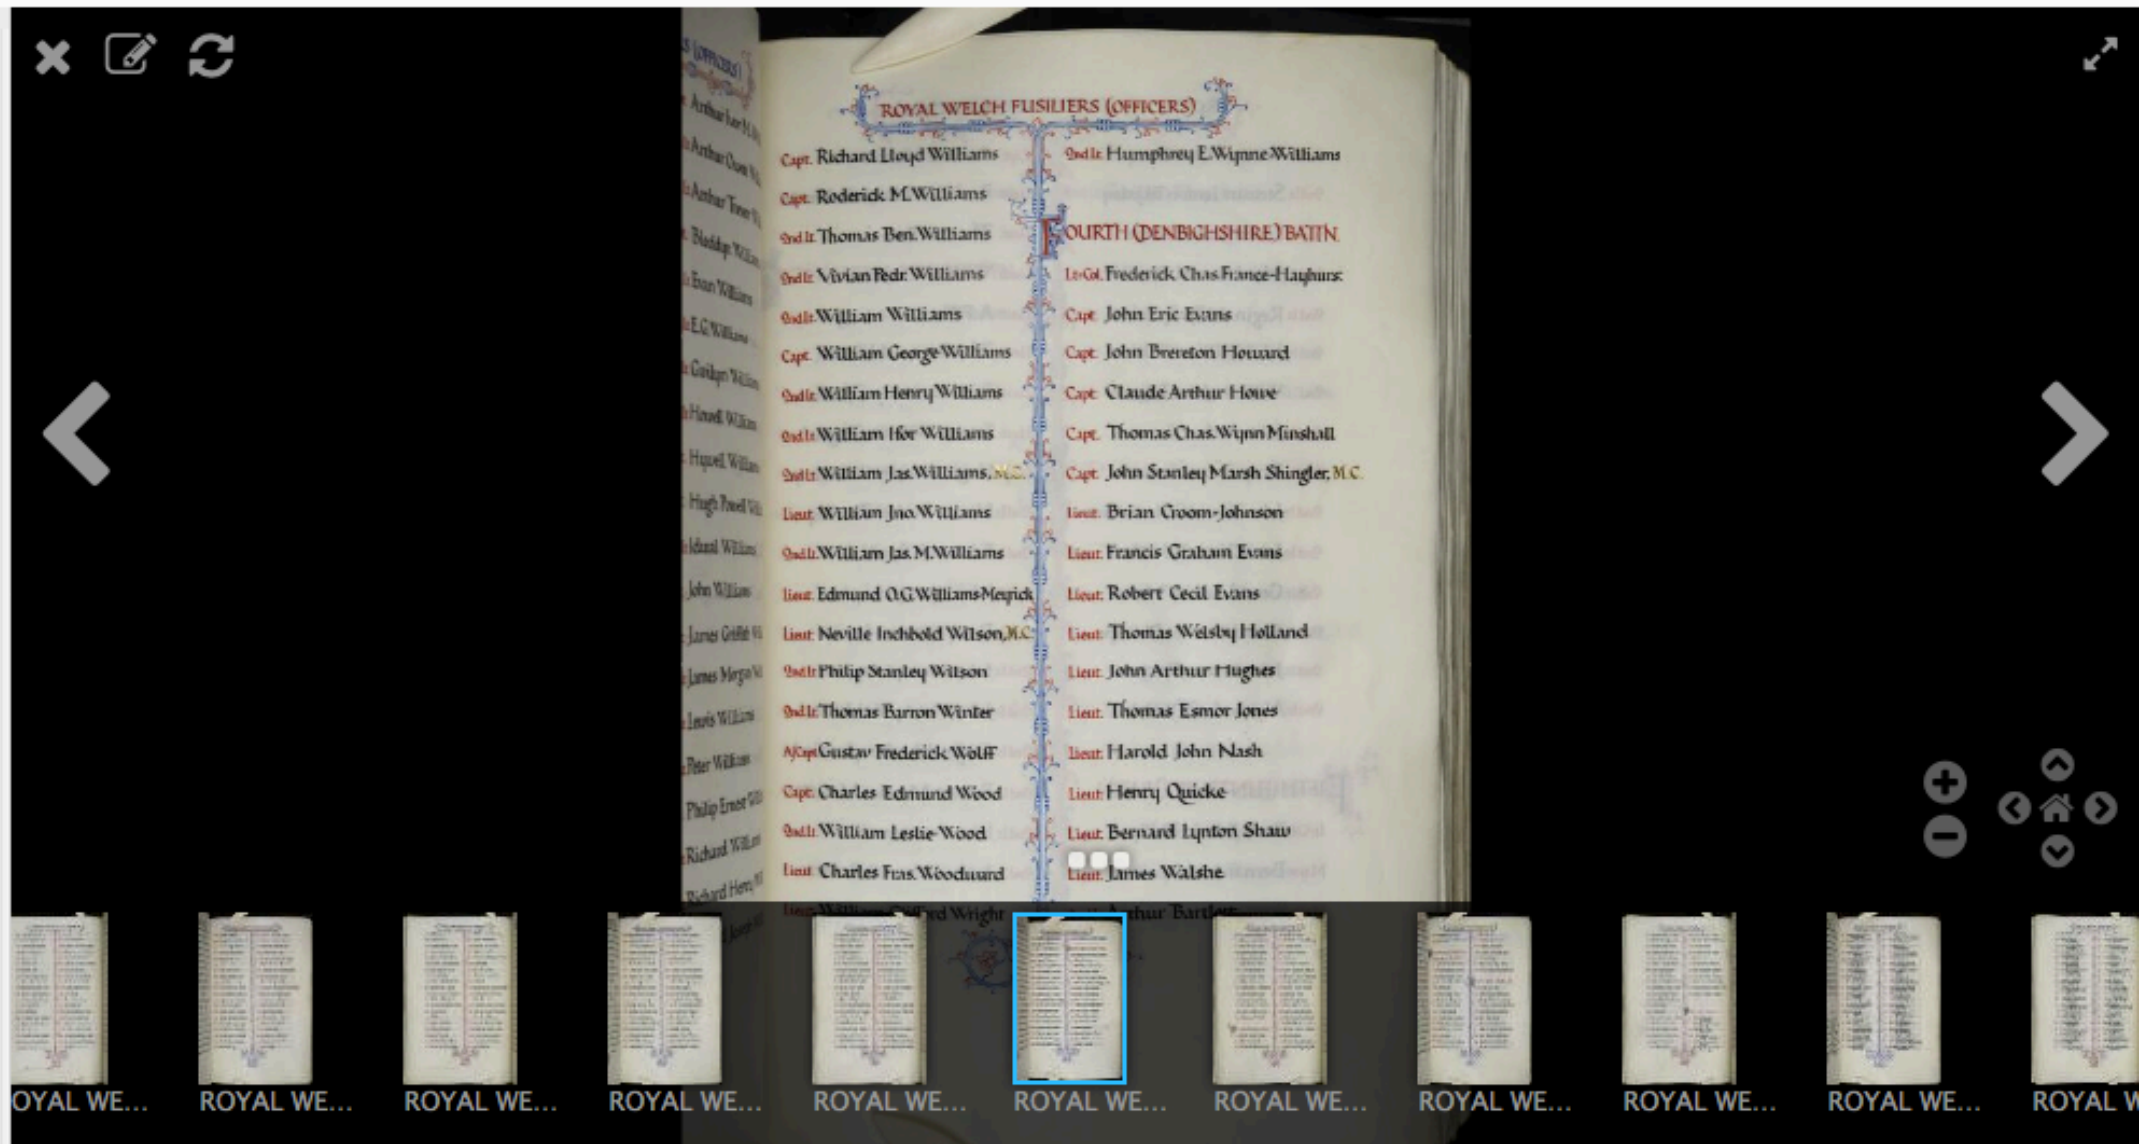 ROYAL WELCH FUSILIERS (OFFICERS)
Capt. Richard Lloyd Williams
Capt. Roderick M. Williams
2nd Lt. Thomas Ben. Williams
2nd Lt. Vivian Pedr. Williams
2nd Lt. William Williams
Capt. William George Williams
2nd Lt. William Henry Williams
2nd Lt. William Ifor Williams
2nd Lt. William Jas. Williams, M.C.
Lieut. William Jno. Williams
2nd Lt. William Jas. M. Williams
Lieut. Edmund O.G. Williams-Meyrick
Lieut. Neville Inchbold Wilson, M.C.
2nd Lt. Philip Stanley Wilson
2nd Lt. Thomas Barron Winter
A/Capt. Gustav Frederick Wolff
Capt. Charles Edmund Wood
2nd Lt. William Leslie-Wood
Lieut. Charles Fras. Woodward
Lieut. William Clifford Wright
2nd Lt. Humphrey E. Wynne-Williams
FOURTH (DENBIGHSHIRE) BATTN.
Lt-Col. Frederick Chas. France-Hayhurst
Capt. John Eric Evans
Capt. John Brereton Howard
Capt. Claude Arthur Howe
Capt. Thomas Chas. Wynn Minshall
Capt. John Stanley Marsh Shingler, M.C.
Lieut. Brian Croom-Johnson
Lieut. Francis Graham Evans
Lieut. Robert Cecil Evans
Lieut. Thomas Welsby Holland
Lieut. John Arthur Hughes
Lieut. Thomas Esmor Jones
Lieut. Harold John Nash
Lieut. Henry Quicke
Lieut. Bernard Lynton Shaw
Lieut. James Walshe
Arthur Bartlett
OYAL WE...
ROYAL WE...
ROYAL WE...
ROYAL WE...
ROYAL WE...
ROYAL WE...
ROYAL WE...
ROYAL WE...
ROYAL WE...
ROYAL WE...
ROYAL W